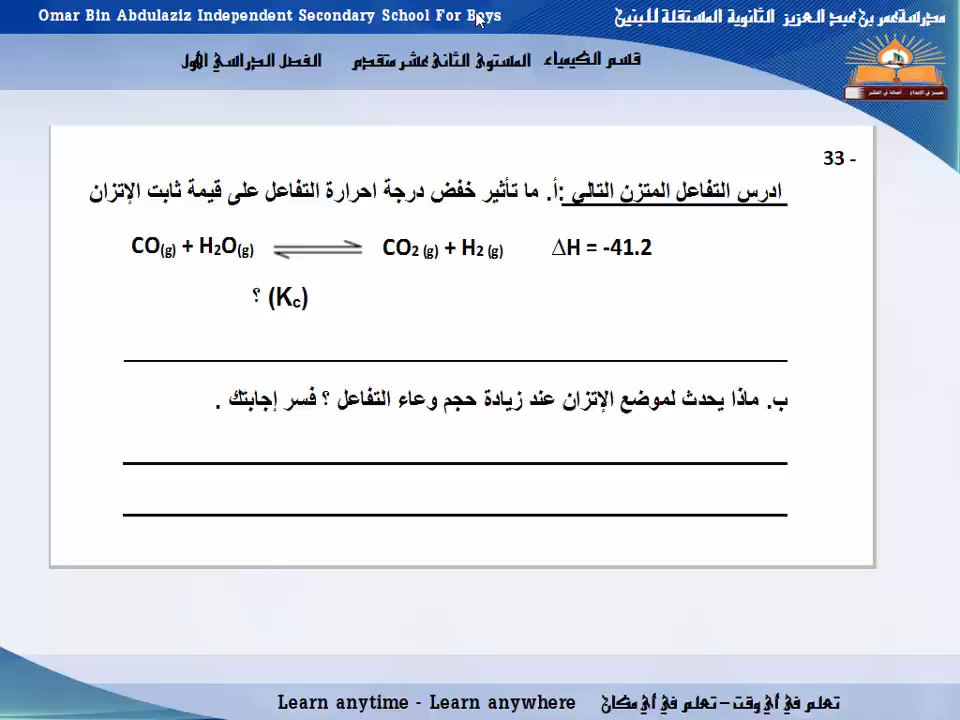 Omar Bin Abdulaziz Independent Secondary School For Boys
مدرسة عمر بن عبد العزيز الثانوية المستقلة للبنين
قسم الكيمياء المستوى الثانى عشر متقدم الفصل الدراسي الأول
33 -
ادرس التفاعل المتزن التالي :أ. ما تأثير خفض درجة احرارة التفاعل على قيمة ثابت الإتزان
CO(g) + H2O(g) ⇌ CO2 (g) + H2 (g) ΔH = -41.2
(Kc) ؟
ب. ماذا يحدث لموضع الإتزان عند زيادة حجم وعاء التفاعل ؟ فسر إجابتك .
Learn anytime - Learn anywhere تعلم في أي وقت – تعلم في أي مكان